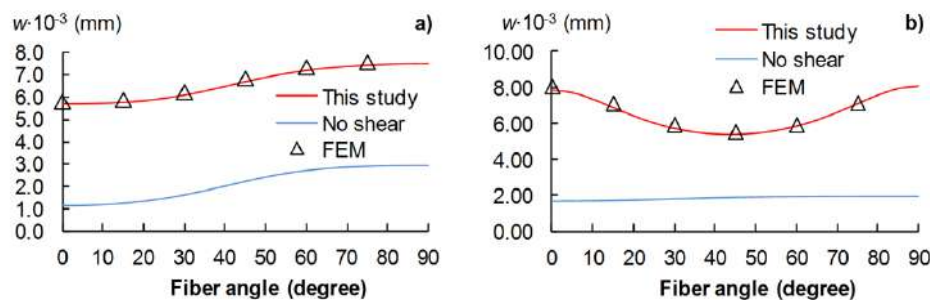 w·10⁻³ (mm)
a)
8.0
7.0
6.0
5.0
4.0
3.0
2.0
1.0
0.0
This study
No shear
FEM
0 10 20 30 40 50 60 70 80 90
Fiber angle (degree)
w·10⁻³ (mm)
b)
10.00
8.00
6.00
4.00
2.00
0.00
This study
No shear
FEM
0 10 20 30 40 50 60 70 80 90
Fiber angle (degree)